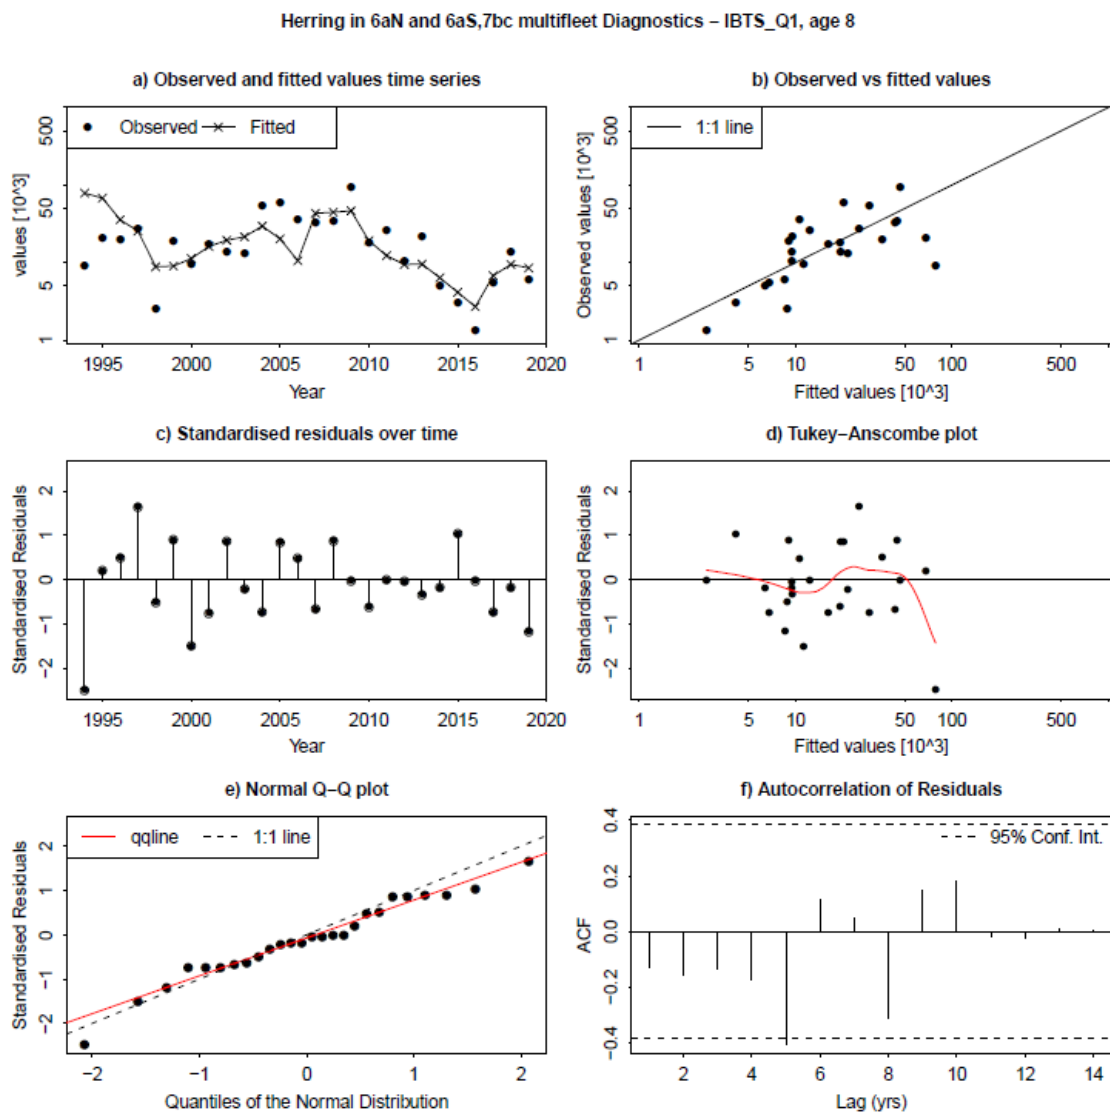 Herring in 6aN and 6aS,7bc multifleet Diagnostics – IBTS_Q1, age 8
a) Observed and fitted values time series
Observed Fitted
values [10^3]
500
50
5
1
1995 2000 2005 2010 2015 2020
Year
b) Observed vs fitted values
1:1 line
Observed values [10^3]
500
50
5
1
1 5 10 50 100 500
Fitted values [10^3]
c) Standardised residuals over time
Standardised Residuals
2
1
0
−1
−2
1995 2000 2005 2010 2015 2020
Year
d) Tukey−Anscombe plot
Standardised Residuals
2
1
0
−1
−2
1 5 10 50 100 500
Fitted values [10^3]
e) Normal Q−Q plot
qqline 1:1 line
Standardised Residuals
2
1
0
−1
−2
−2 −1 0 1 2
Quantiles of the Normal Distribution
f) Autocorrelation of Residuals
95% Conf. Int.
ACF
0.4
0.2
0.0
−0.2
−0.4
2 4 6 8 10 12 14
Lag (yrs)